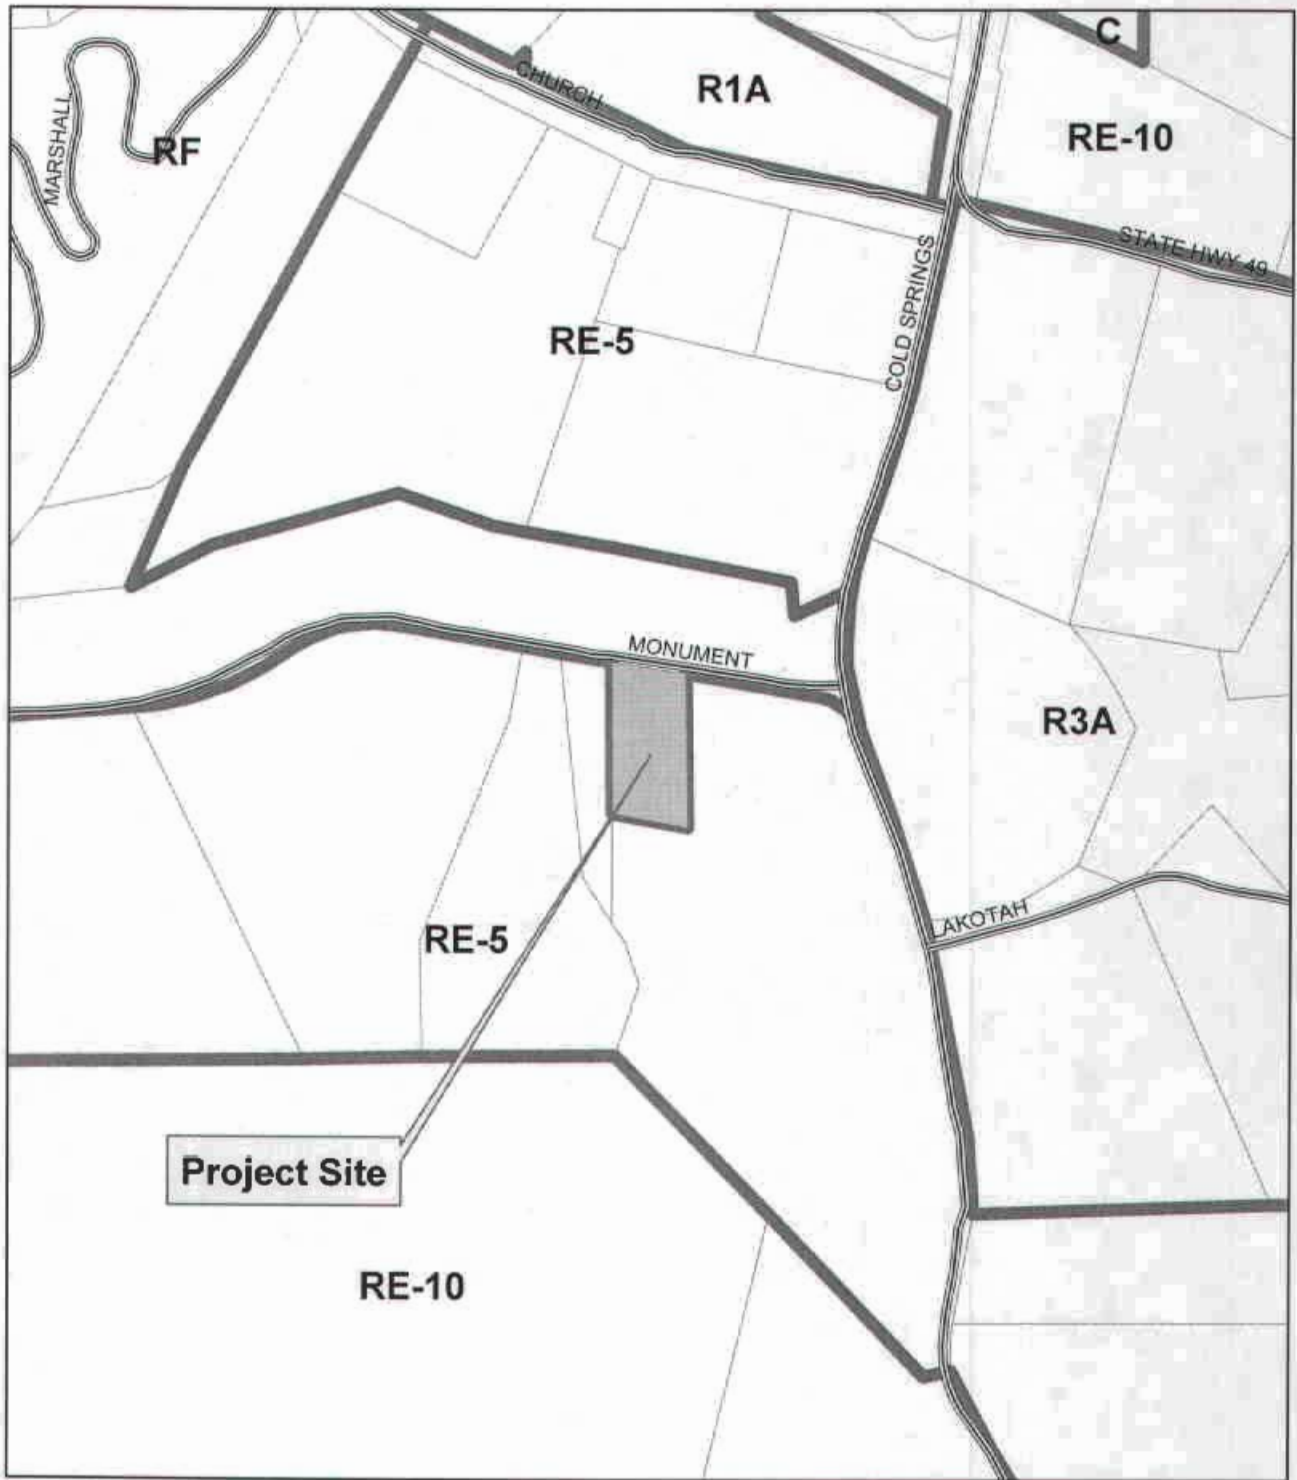 C
CHURCH
R1A
MARSHALL
RF
RE-10
STATE HWY 49
COLD SPRINGS
RE-5
MONUMENT
R3A
LAKOTAH
RE-5
Project Site
RE-10